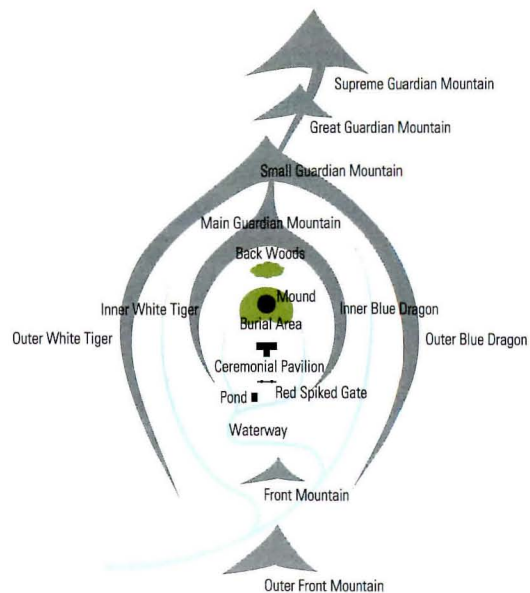 Supreme Guardian Mountain
Great Guardian Mountain
Small Guardian Mountain
Main Guardian Mountain
Back Woods
Mound
Inner White Tiger
Inner Blue Dragon
Burial Area
Outer White Tiger
Outer Blue Dragon
Ceremonial Pavilion
Pond
Red Spiked Gate
Waterway
Front Mountain
Outer Front Mountain